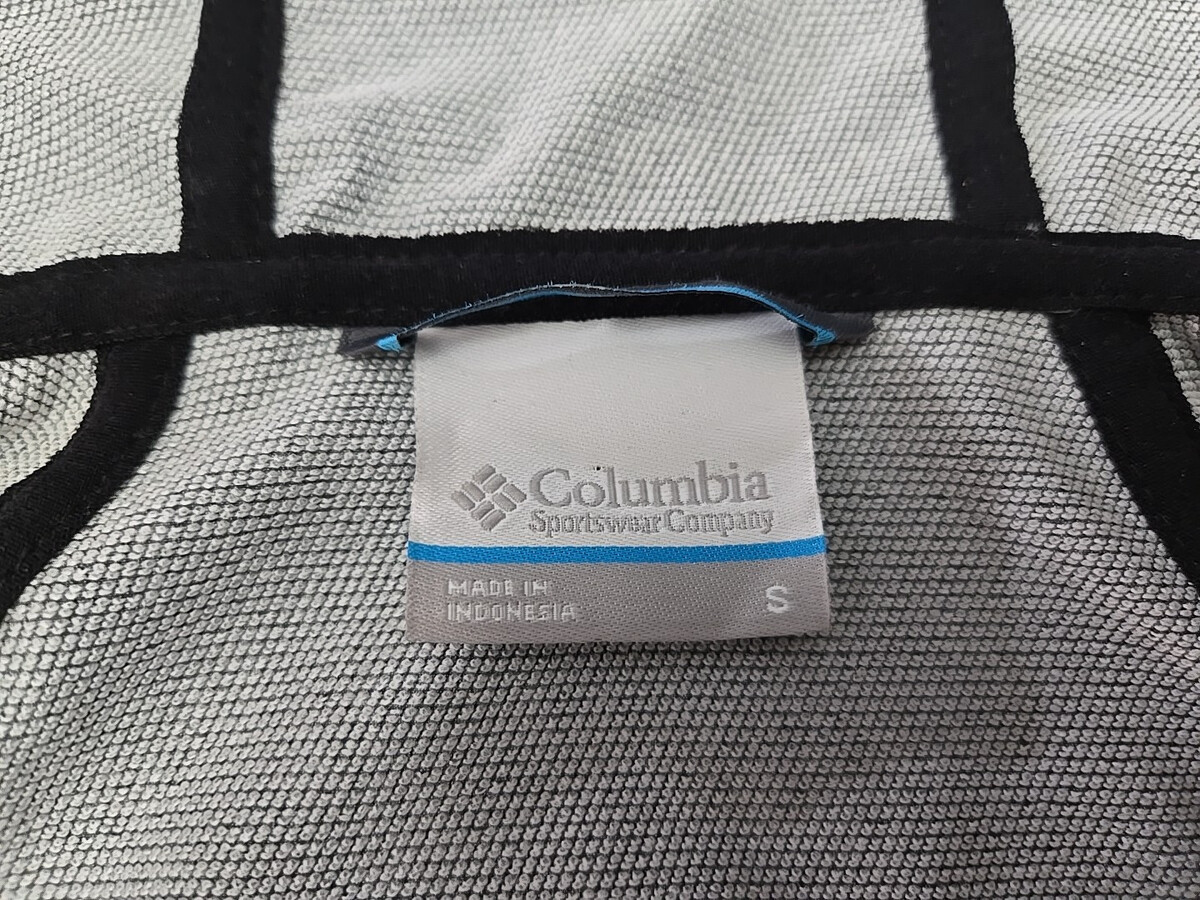 Columbia
Sportswear Company
MADE IN
INDONESIA
S